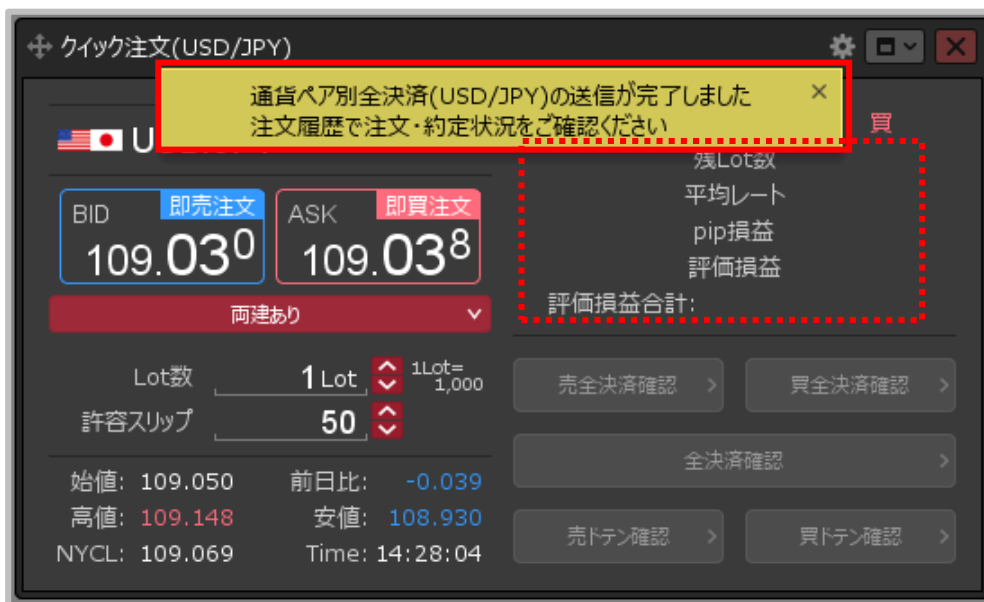 クイック注文(USD/JPY)
通貨ペア別全決済(USD/JPY)の送信が完了しました
注文履歴で注文・約定状況をご確認ください
買
残Lot数
平均レート
pip損益
評価損益
評価損益合計:
BID 即売注文
109.030
ASK 即買注文
109.038
両建あり
Lot数 1 Lot 1Lot=
1,000
許容スリップ 50
始値: 109.050 前日比: -0.039
高値: 109.148 安値: 108.930
NYCL: 109.069 Time: 14:28:04
売全決済確認 買全決済確認
全決済確認
売ドテン確認 買ドテン確認